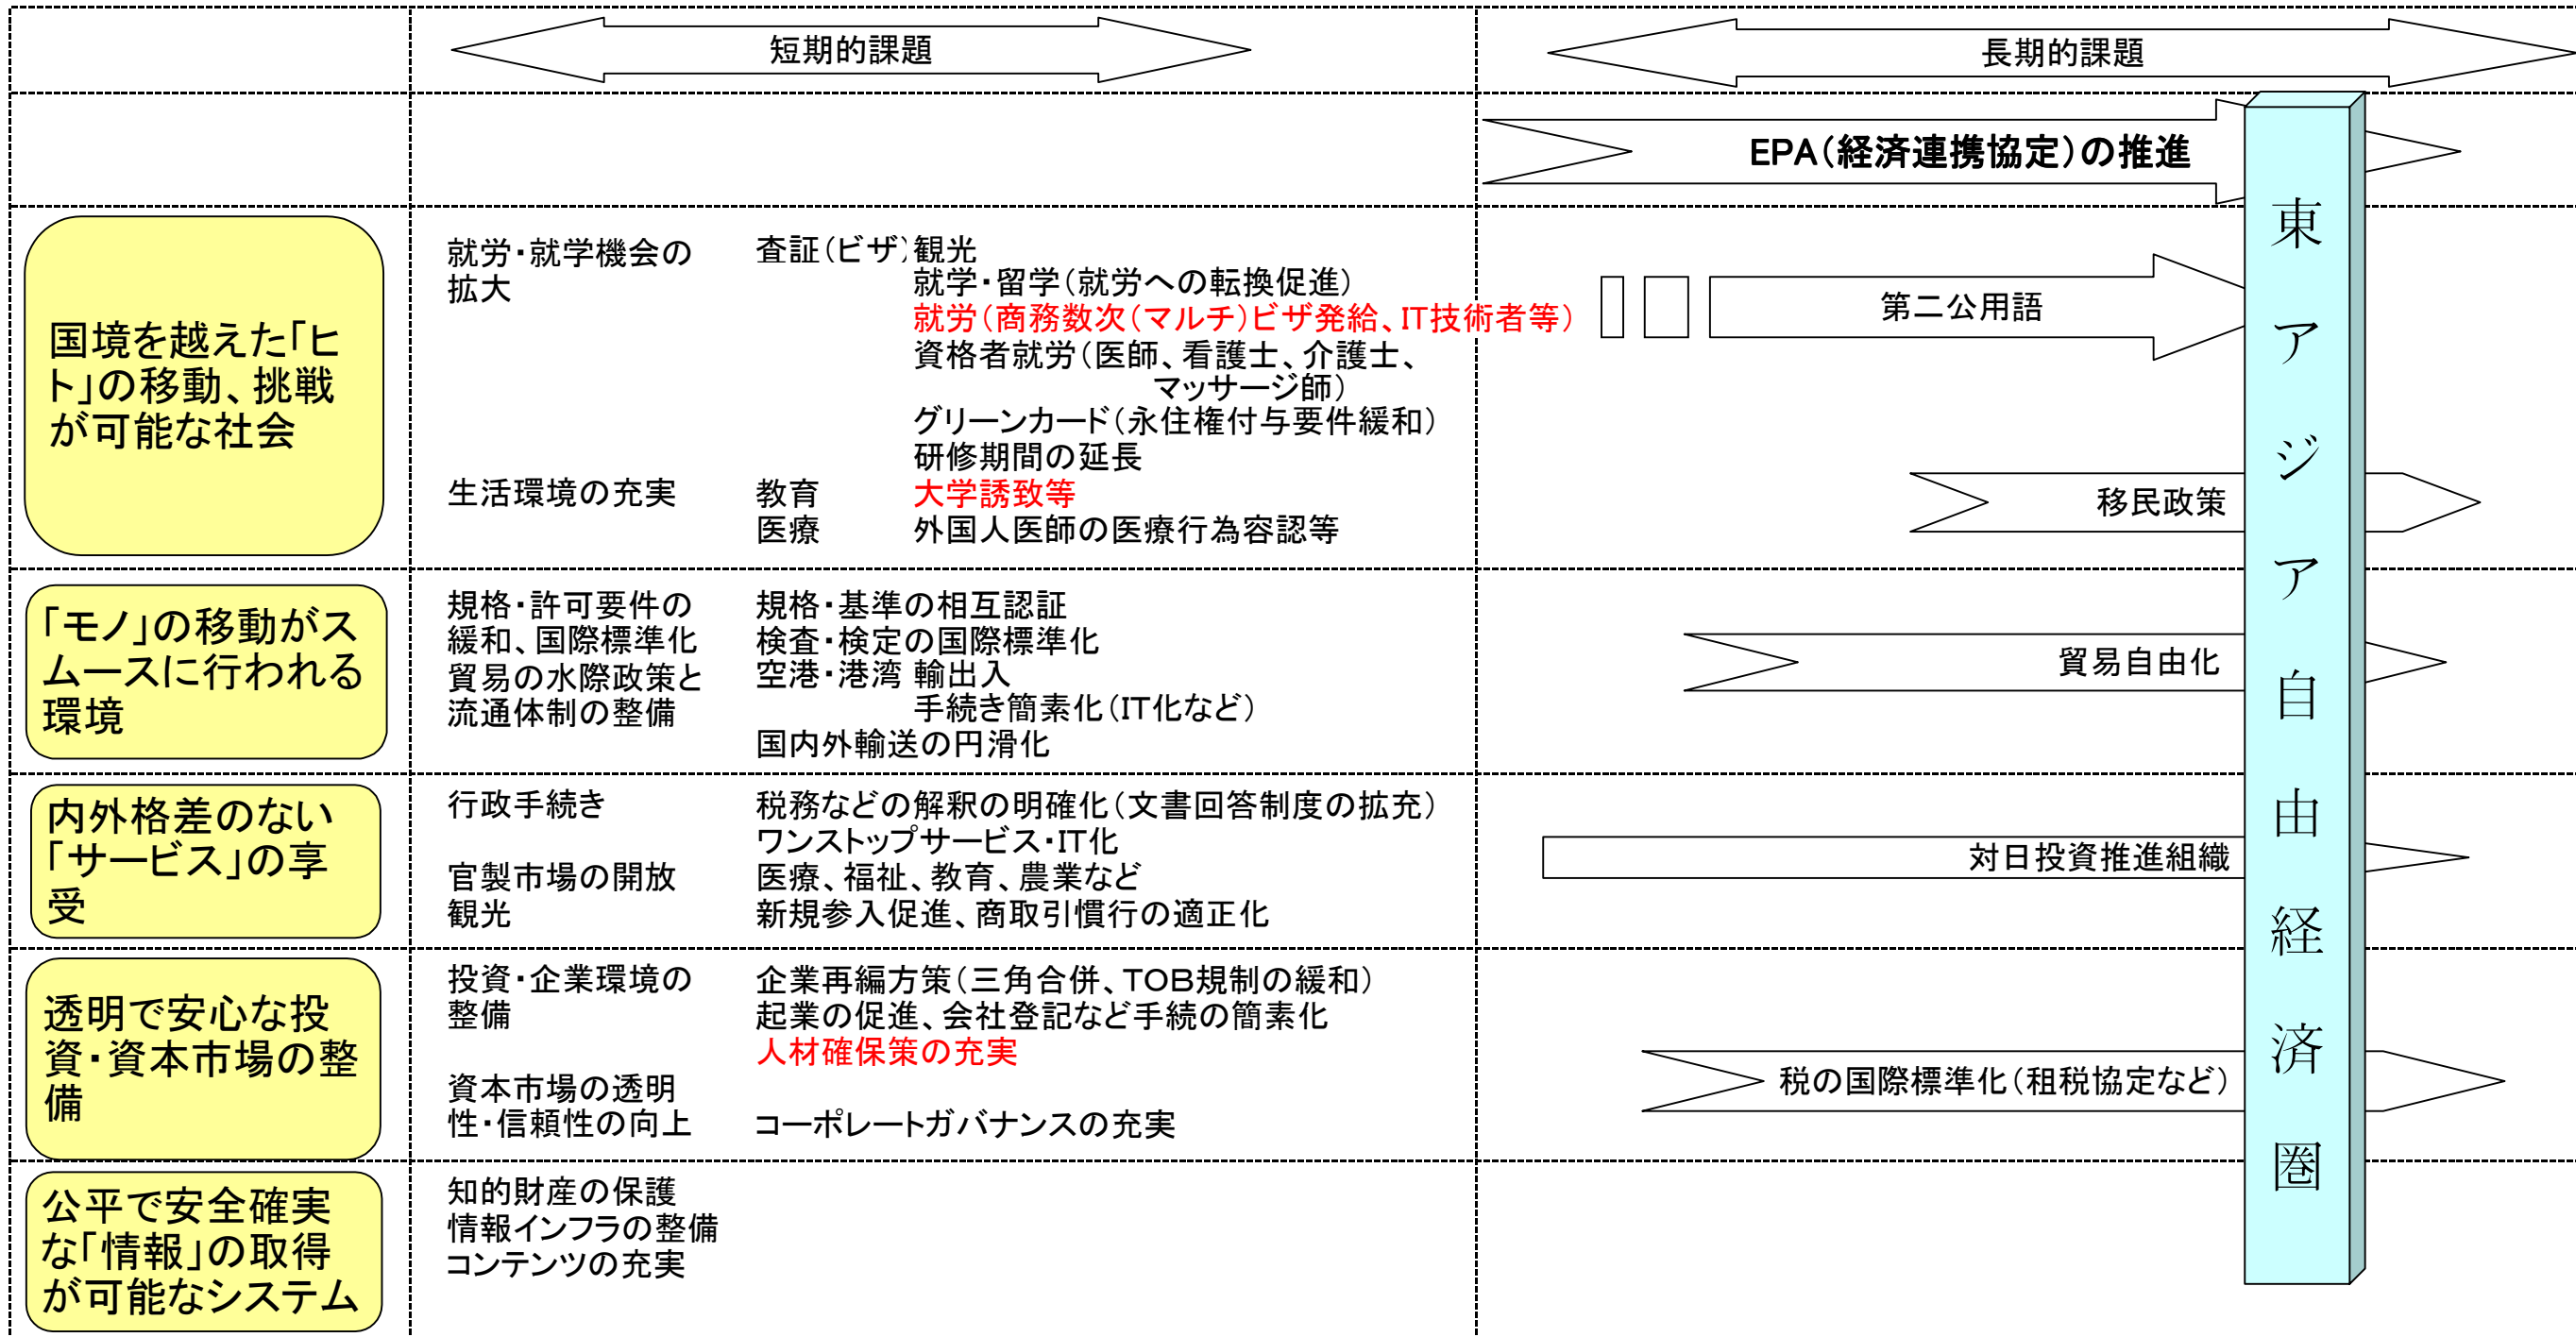 短期的課題
長期的課題
EPA(経済連携協定)の推進
国境を越えた「ヒ
ト」の移動、挑戦
が可能な社会
就労・就学機会の
拡大
査証(ビザ)観光
就学・留学(就労への転換促進)
就労(商務数次(マルチ)ビザ発給、IT技術者等)
資格者就労(医師、看護士、介護士、
マッサージ師)
グリーンカード(永住権付与要件緩和)
研修期間の延長
生活環境の充実
教育 大学誘致等
医療 外国人医師の医療行為容認等
第二公用語
移民政策
「モノ」の移動がス
ムースに行われる
環境
規格・許可要件の
緩和、国際標準化
貿易の水際政策と
流通体制の整備
規格・基準の相互認証
検査・検定の国際標準化
空港・港湾 輸出入
手続き簡素化(IT化など)
国内外輸送の円滑化
貿易自由化
内外格差のない
「サービス」の享
受
行政手続き
官製市場の開放
観光
税務などの解釈の明確化(文書回答制度の拡充)
ワンストップサービス・IT化
医療、福祉、教育、農業など
新規参入促進、商取引慣行の適正化
対日投資推進組織
透明で安心な投
資・資本市場の整
備
投資・企業環境の
整備
資本市場の透明
性・信頼性の向上
企業再編方策(三角合併、TOB規制の緩和)
起業の促進、会社登記など手続の簡素化
人材確保策の充実
コーポレートガバナンスの充実
税の国際標準化(租税協定など)
公平で安全確実
な「情報」の取得
が可能なシステム
知的財産の保護
情報インフラの整備
コンテンツの充実
東アジア自由経済圏